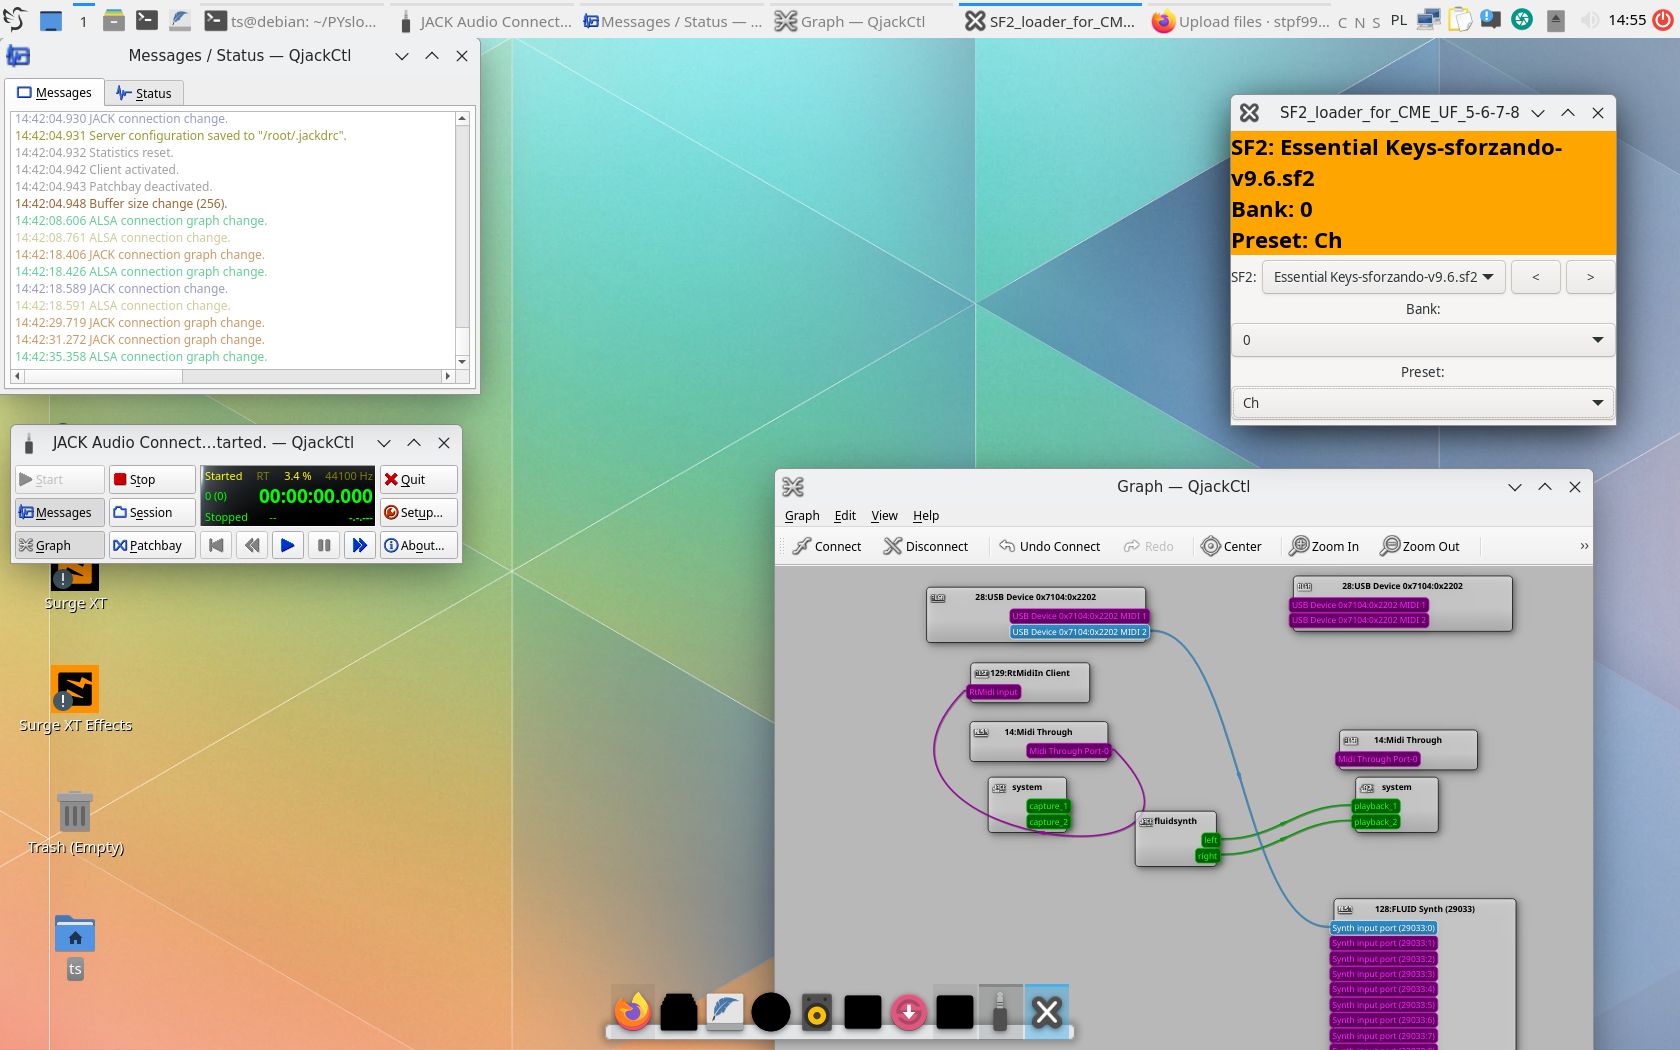 1
ts@debian: ~/PYslo...
JACK Audio Connect...
Messages / Status — ...
Graph — QjackCtl
SF2_loader_for_CM...
Upload files · stpf99...
C N S
PL
14:55
Messages / Status — QjackCtl
Messages
Status
14:42:04.930 JACK connection change.
14:42:04.931 Server configuration saved to "/root/.jackdrc".
14:42:04.932 Statistics reset.
14:42:04.942 Client activated.
14:42:04.943 Patchbay deactivated.
14:42:04.948 Buffer size change (256).
14:42:08.606 ALSA connection graph change.
14:42:08.761 ALSA connection change.
14:42:18.406 JACK connection graph change.
14:42:18.426 ALSA connection graph change.
14:42:18.589 JACK connection change.
14:42:18.591 ALSA connection change.
14:42:29.719 JACK connection graph change.
14:42:31.272 JACK connection graph change.
14:42:35.358 ALSA connection graph change.
SF2_loader_for_CME_UF_5-6-7-8
SF2: Essential Keys-sforzando-
v9.6.sf2
Bank: 0
Preset: Ch
SF2:
Essential Keys-sforzando-v9.6.sf2
<
>
Bank:
0
Preset:
Ch
JACK Audio Connect...tarted. — QjackCtl
Start
Stop
Started RT 3.4 % 44100 Hz
0 (0) 00:00:00.000
Stopped -- -.-.---
Quit
Messages
Session
Setup...
Graph
Patchbay
About...
Surge XT
Surge XT Effects
Trash (Empty)
ts
Graph — QjackCtl
Graph Edit View Help
Connect
Disconnect
Undo Connect
Redo
Center
Zoom In
Zoom Out
»
28:USB Device 0x7104:0x2202
USB Device 0x7104:0x2202 MIDI 1
USB Device 0x7104:0x2202 MIDI 2
28:USB Device 0x7104:0x2202
USB Device 0x7104:0x2202 MIDI 1
USB Device 0x7104:0x2202 MIDI 2
129:RtMidiIn Client
RtMidi input
14:Midi Through
Midi Through Port-0
14:Midi Through
Midi Through Port-0
system
capture_1
capture_2
system
playback_1
playback_2
fluidsynth
left
right
128:FLUID Synth (29033)
Synth input port (29033:0)
Synth input port (29033:1)
Synth input port (29033:2)
Synth input port (29033:3)
Synth input port (29033:4)
Synth input port (29033:5)
Synth input port (29033:6)
Synth input port (29033:7)